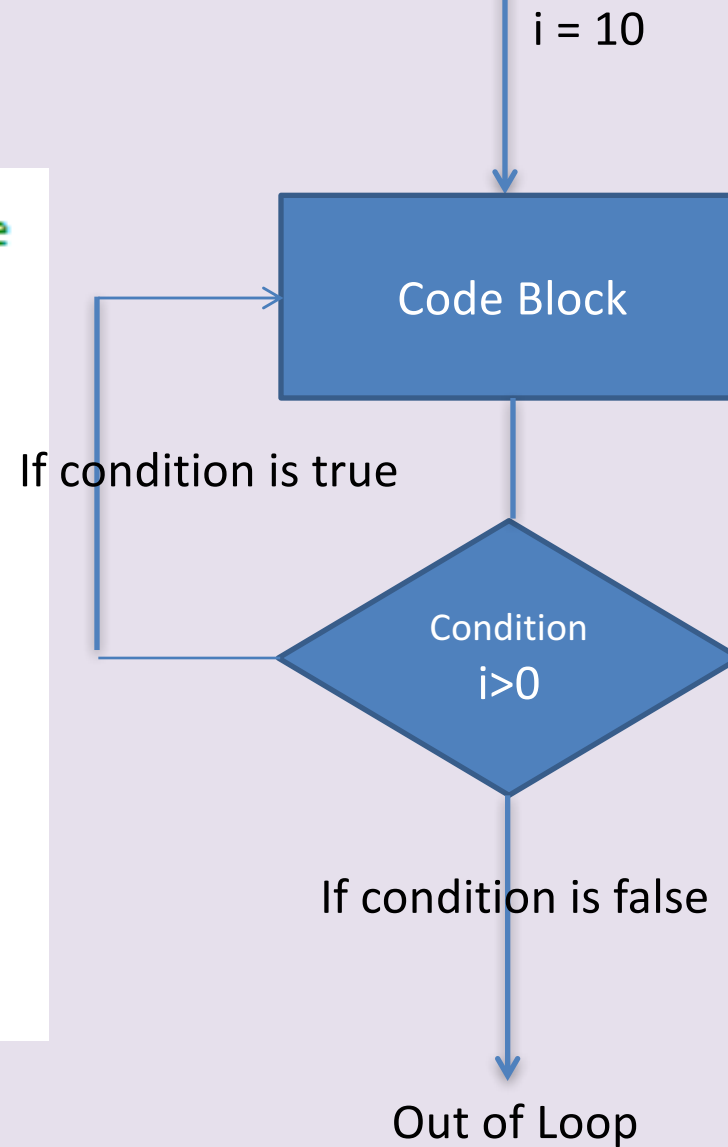 i = 10
e
Code Block
If condition is true
Condition
i>0
If condition is false
Out of Loop